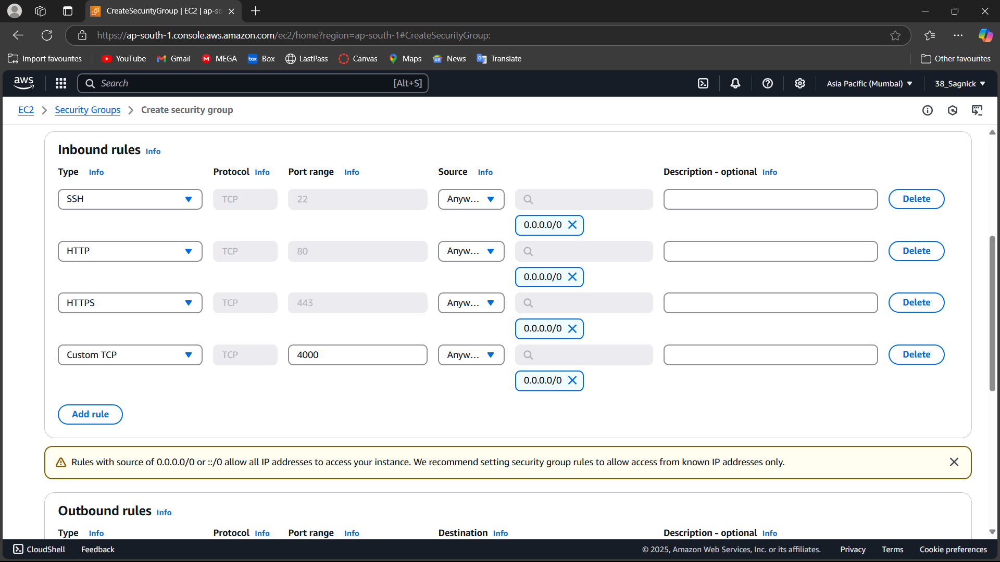 CreateSecurityGroup | EC2 | ap-so
https://ap-south-1.console.aws.amazon.com/ec2/home?region=ap-south-1#CreateSecurityGroup:
Import favourites YouTube Gmail MEGA box Box LastPass Canvas Maps News Translate Other favourites
aws Search [Alt+S] Asia Pacific (Mumbai) 38_Sagnick
EC2 Security Groups Create security group
Inbound rules Info
Type Info Protocol Info Port range Info Source Info Description - optional Info
SSH TCP 22 Anyw... Delete
0.0.0.0/0
HTTP TCP 80 Anyw... Delete
0.0.0.0/0
HTTPS TCP 443 Anyw... Delete
0.0.0.0/0
Custom TCP TCP 4000 Anyw... Delete
0.0.0.0/0
Add rule
Rules with source of 0.0.0.0/0 or ::/0 allow all IP addresses to access your instance. We recommend setting security group rules to allow access from known IP addresses only.
Outbound rules Info
Type Info Protocol Info Port range Info Destination Info Description - optional Info
CloudShell Feedback © 2025, Amazon Web Services, Inc. or its affiliates. Privacy Terms Cookie preferences